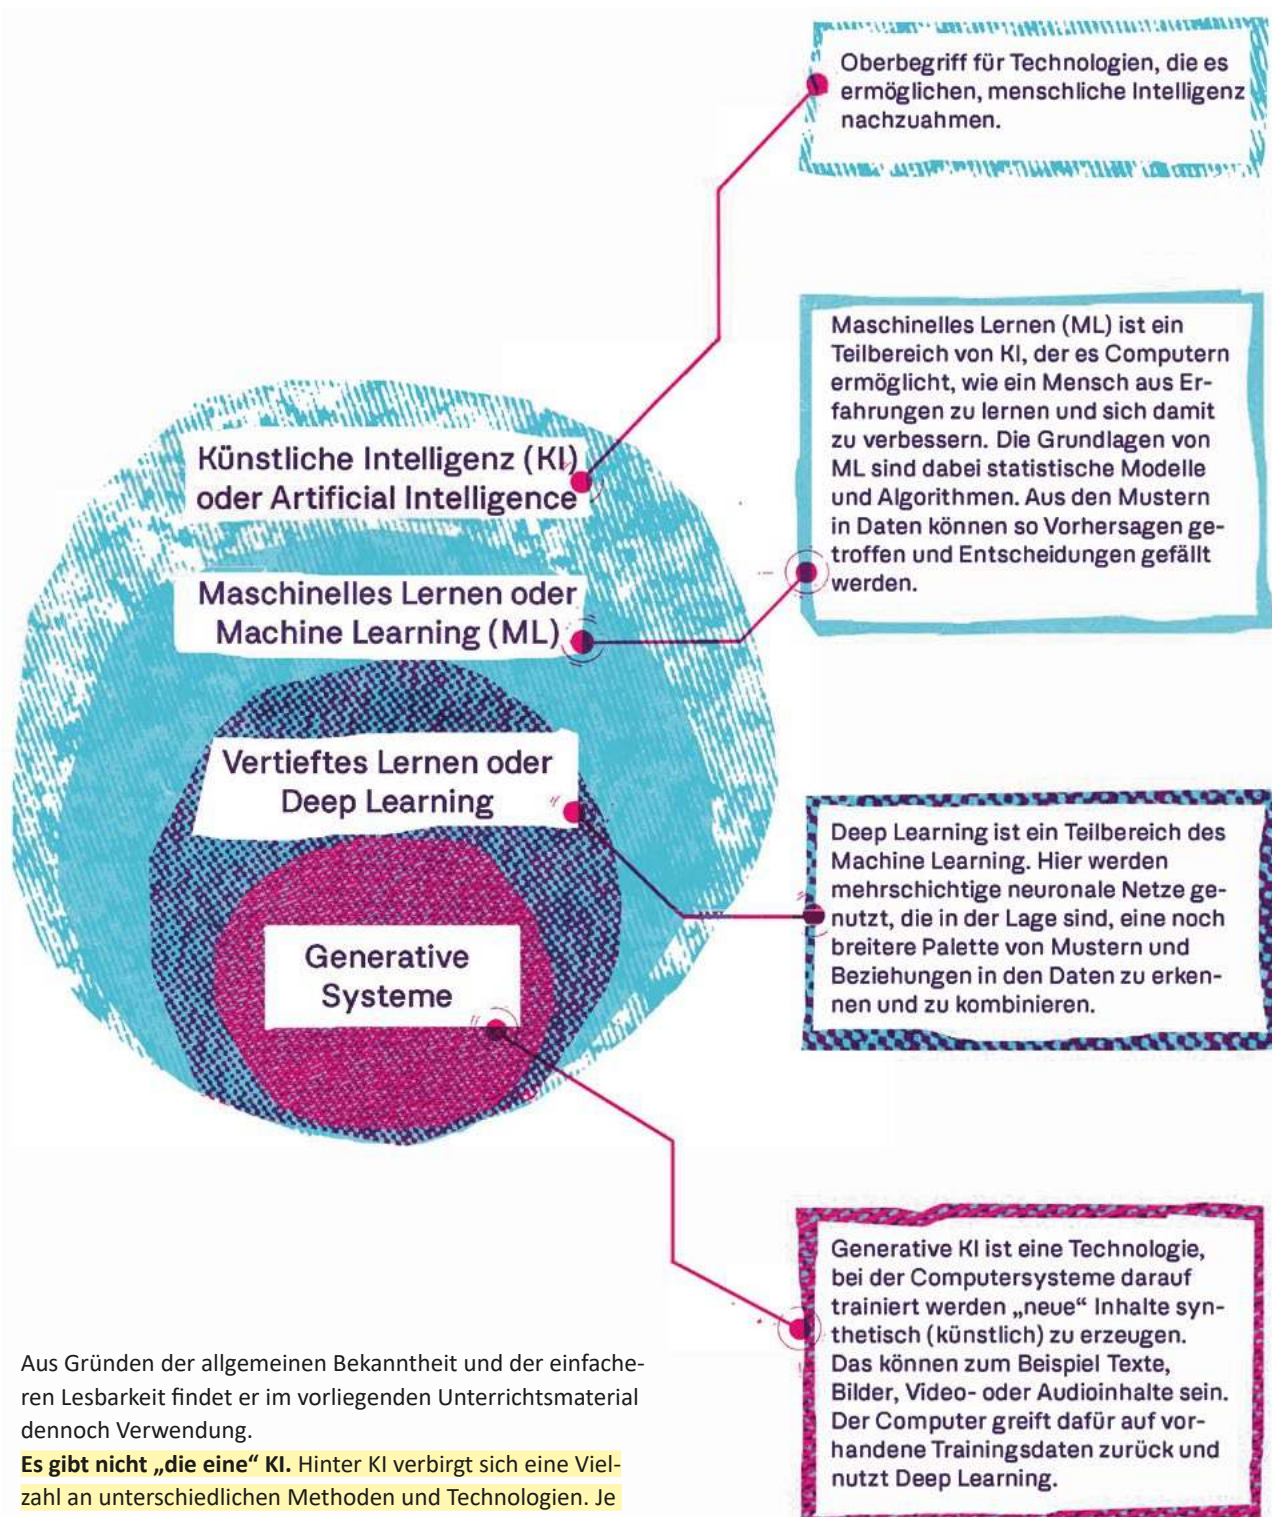 Oberbegriff für Technologien, die es
ermöglichen, menschliche Intelligenz
nachzuahmen.
Maschinelles Lernen (ML) ist ein
Teilbereich von KI, der es Computern
ermöglicht, wie ein Mensch aus Er-
fahrungen zu lernen und sich damit
zu verbessern. Die Grundlagen von
ML sind dabei statistische Modelle
und Algorithmen. Aus den Mustern
in Daten können so Vorhersagen ge-
troffen und Entscheidungen gefällt
werden.
Künstliche Intelligenz (KI)
oder Artificial Intelligence
Maschinelles Lernen oder
Machine Learning (ML)
Vertieftes Lernen oder
Deep Learning
Generative
Systeme
Deep Learning ist ein Teilbereich des
Machine Learning. Hier werden
mehrschichtige neuronale Netze ge-
nutzt, die in der Lage sind, eine noch
breitere Palette von Mustern und
Beziehungen in den Daten zu erken-
nen und zu kombinieren.
Generative KI ist eine Technologie,
bei der Computersysteme darauf
trainiert werden „neue“ Inhalte syn-
thetisch (künstlich) zu erzeugen.
Das können zum Beispiel Texte,
Bilder, Video- oder Audioinhalte sein.
Der Computer greift dafür auf vor-
handene Trainingsdaten zurück und
nutzt Deep Learning.
Aus Gründen der allgemeinen Bekanntheit und der einfache-
ren Lesbarkeit findet er im vorliegenden Unterrichtsmaterial
dennoch Verwendung.
Es gibt nicht „die eine“ KI. Hinter KI verbirgt sich eine Viel-
zahl an unterschiedlichen Methoden und Technologien. Je